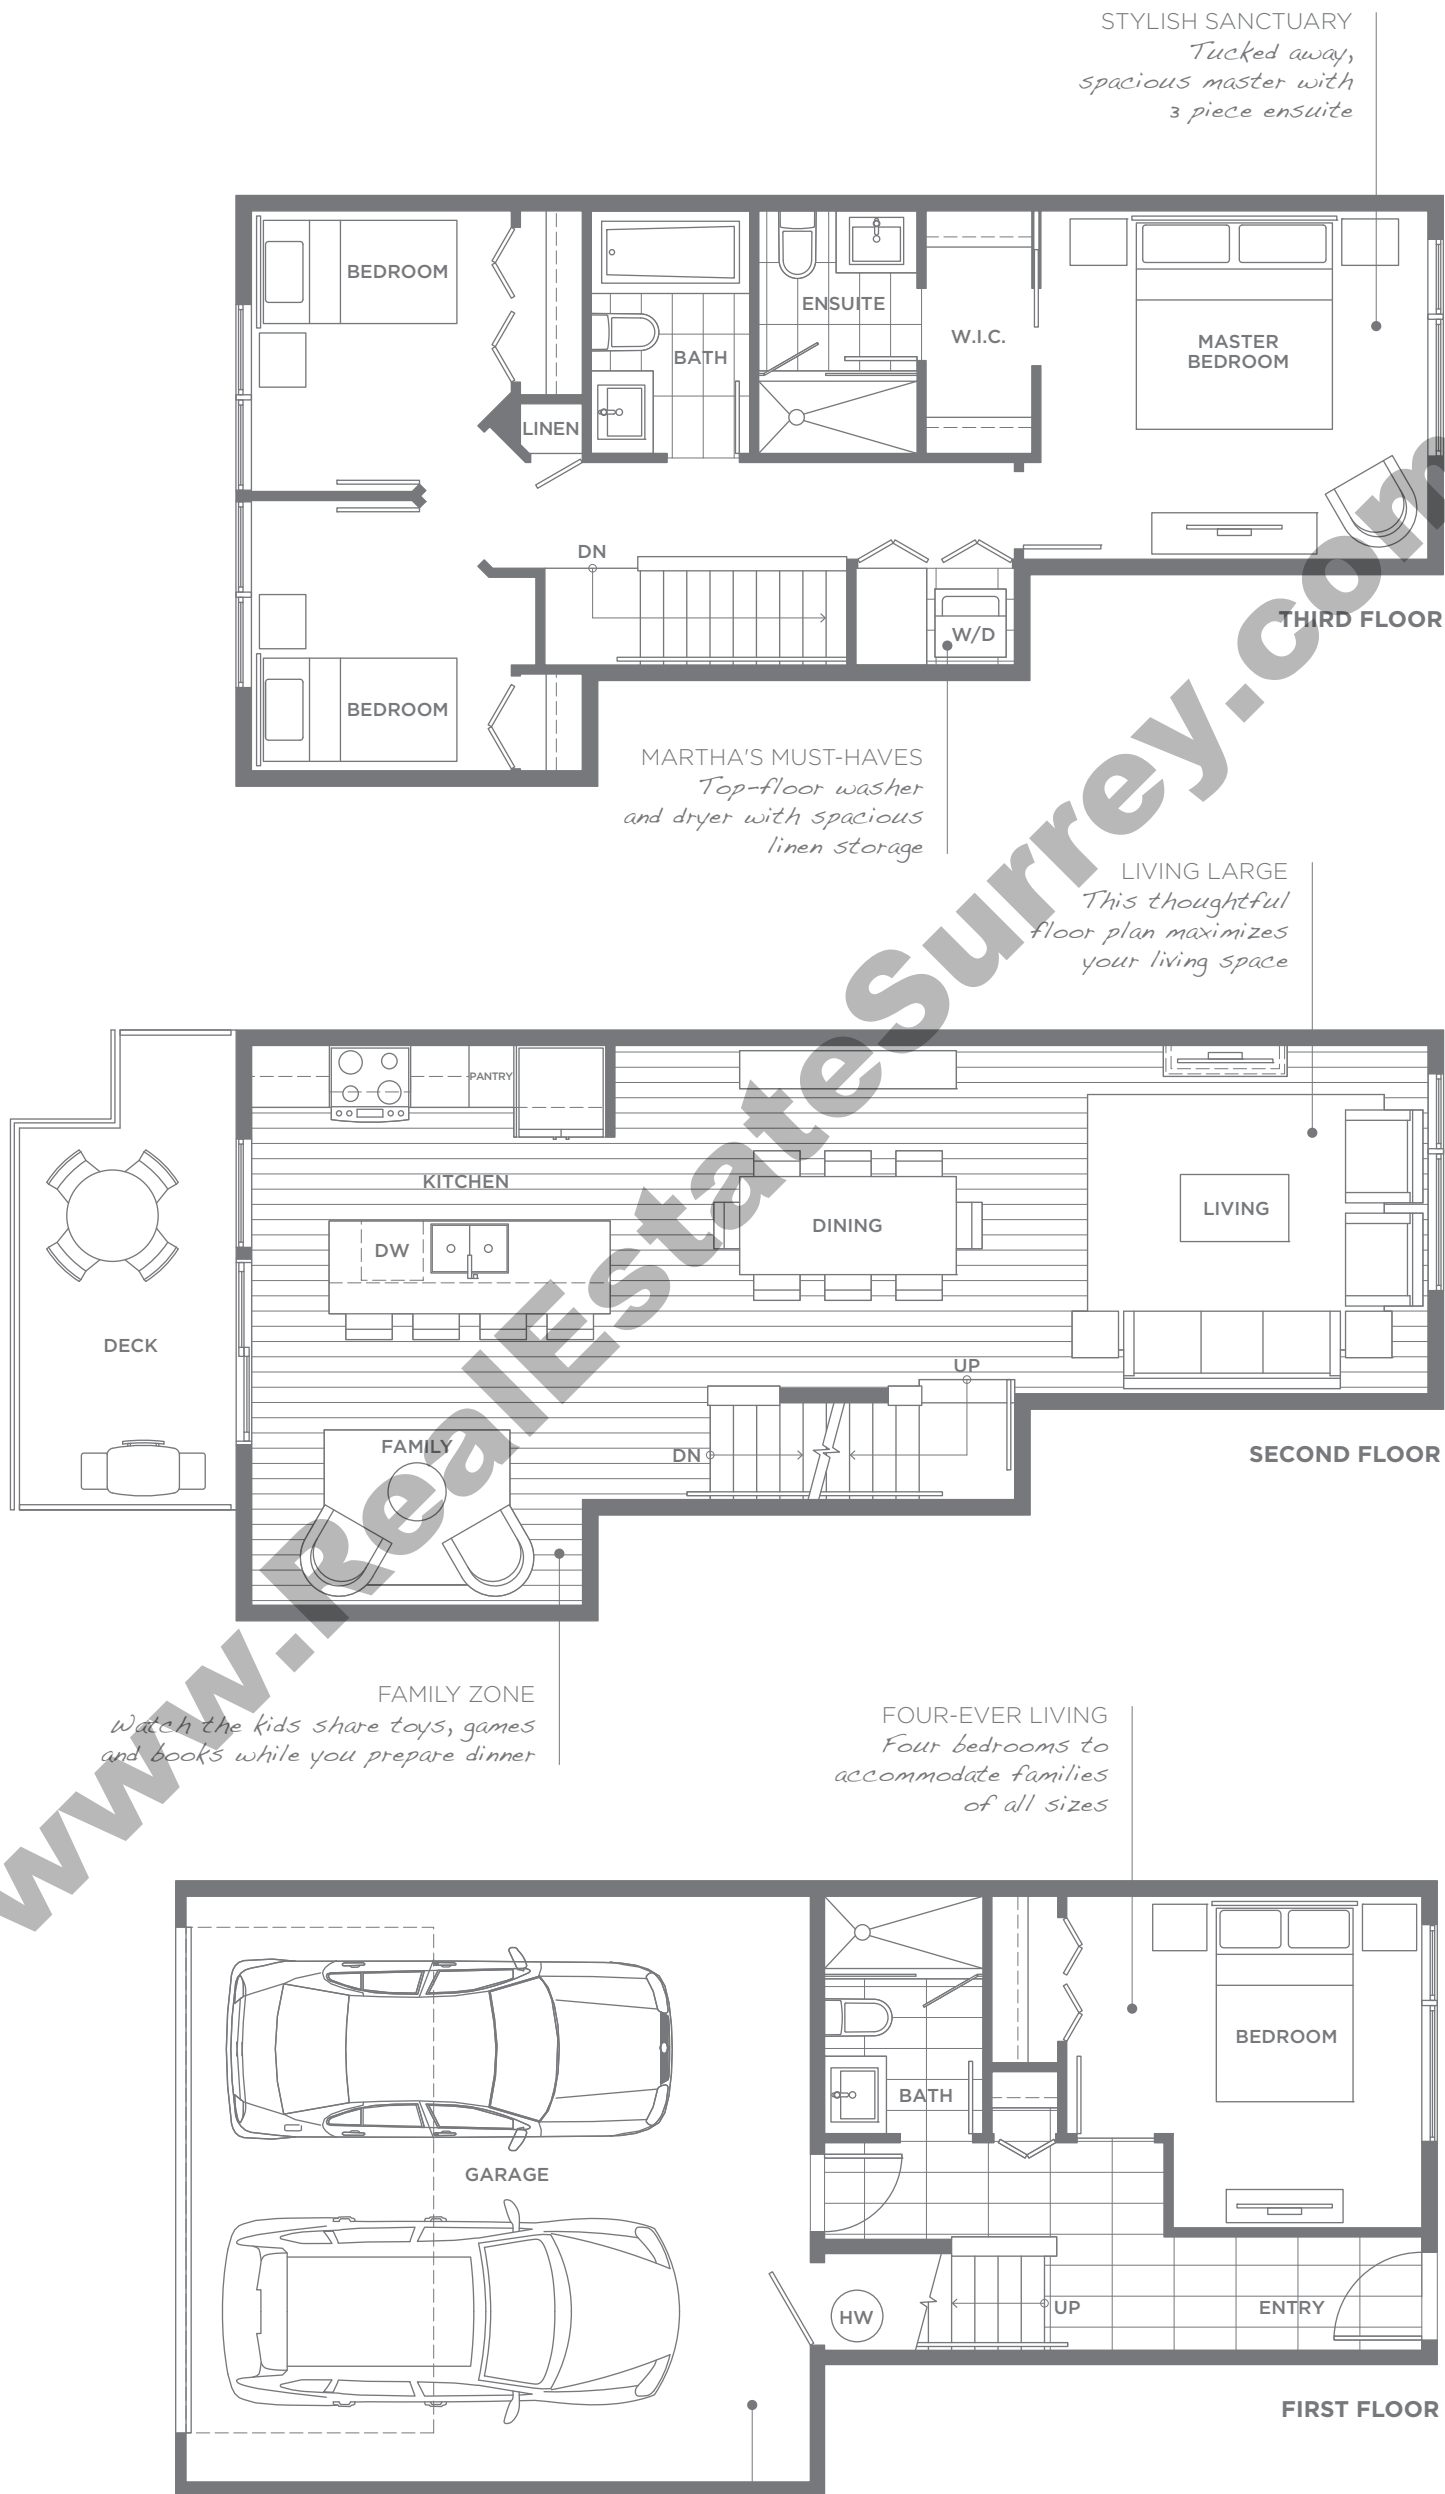 STYLISH SANCTUARY
Tucked away,
spacious master with
3 piece ensuite
BEDROOM
LINEN
BATH
ENSUITE
W.I.C.
MASTER
BEDROOM
DN
W/D
BEDROOM
THIRD FLOOR
MARTHA'S MUST-HAVES
Top-floor washer
and dryer with spacious
linen storage
LIVING LARGE
This thoughtful
floor plan maximizes
your living space
PANTRY
KITCHEN
DW
DINING
LIVING
DECK
UP
FAMILY
DN
SECOND FLOOR
FAMILY ZONE
Watch the kids share toys, games
and books while you prepare dinner
FOUR-EVER LIVING
Four bedrooms to
accommodate families
of all sizes
BEDROOM
BATH
GARAGE
HW
UP
ENTRY
FIRST FLOOR
www.RealEstateSurrey.com